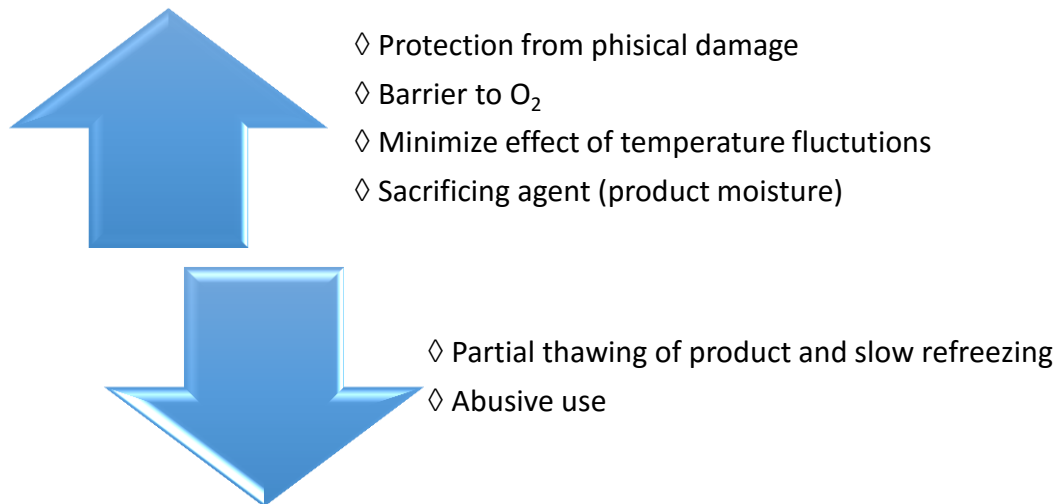 ◊ Protection from phisical damage
◊ Barrier to O₂
◊ Minimize effect of temperature fluctutions
◊ Sacrificing agent (product moisture)
◊ Partial thawing of product and slow refreezing
◊ Abusive use